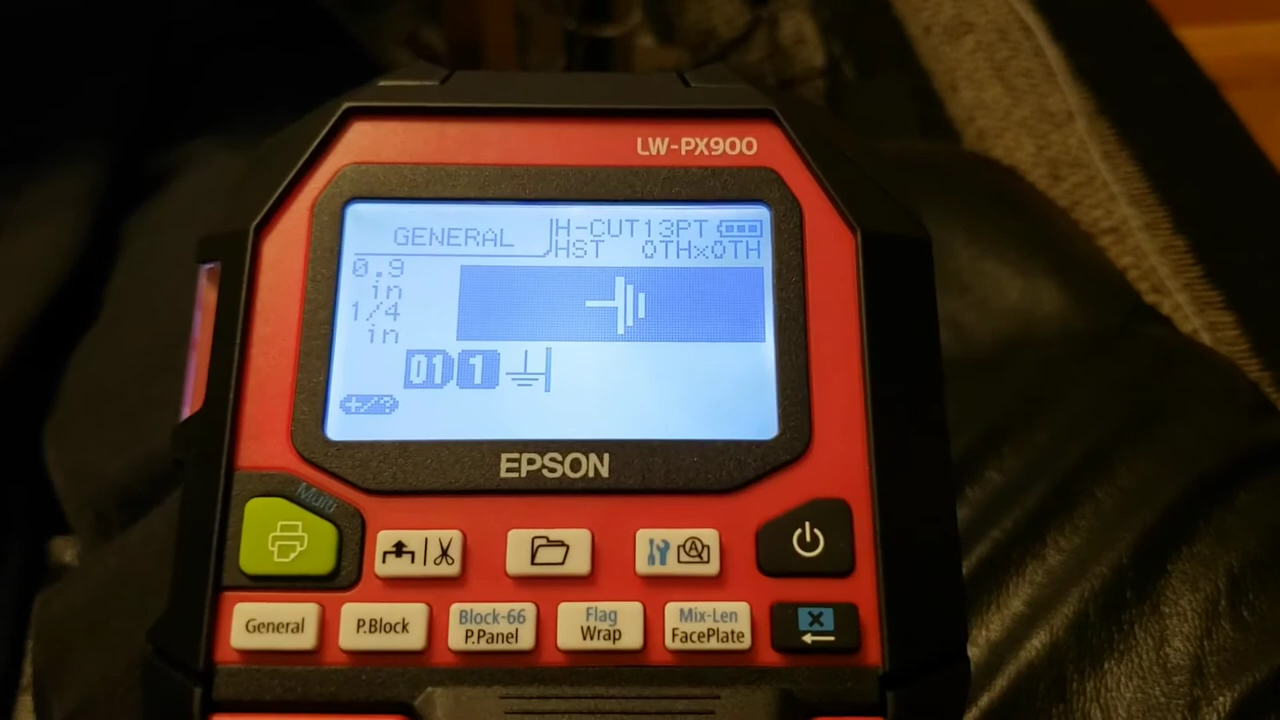 LW-PX900
GENERAL
H-CUT13PT
HST 0TH×0TH
0.9
in
1/4
in
01 1
EPSON
Multi
General
P.Block
Block-66
P.Panel
Flag
Wrap
Mix-Len
FacePlate